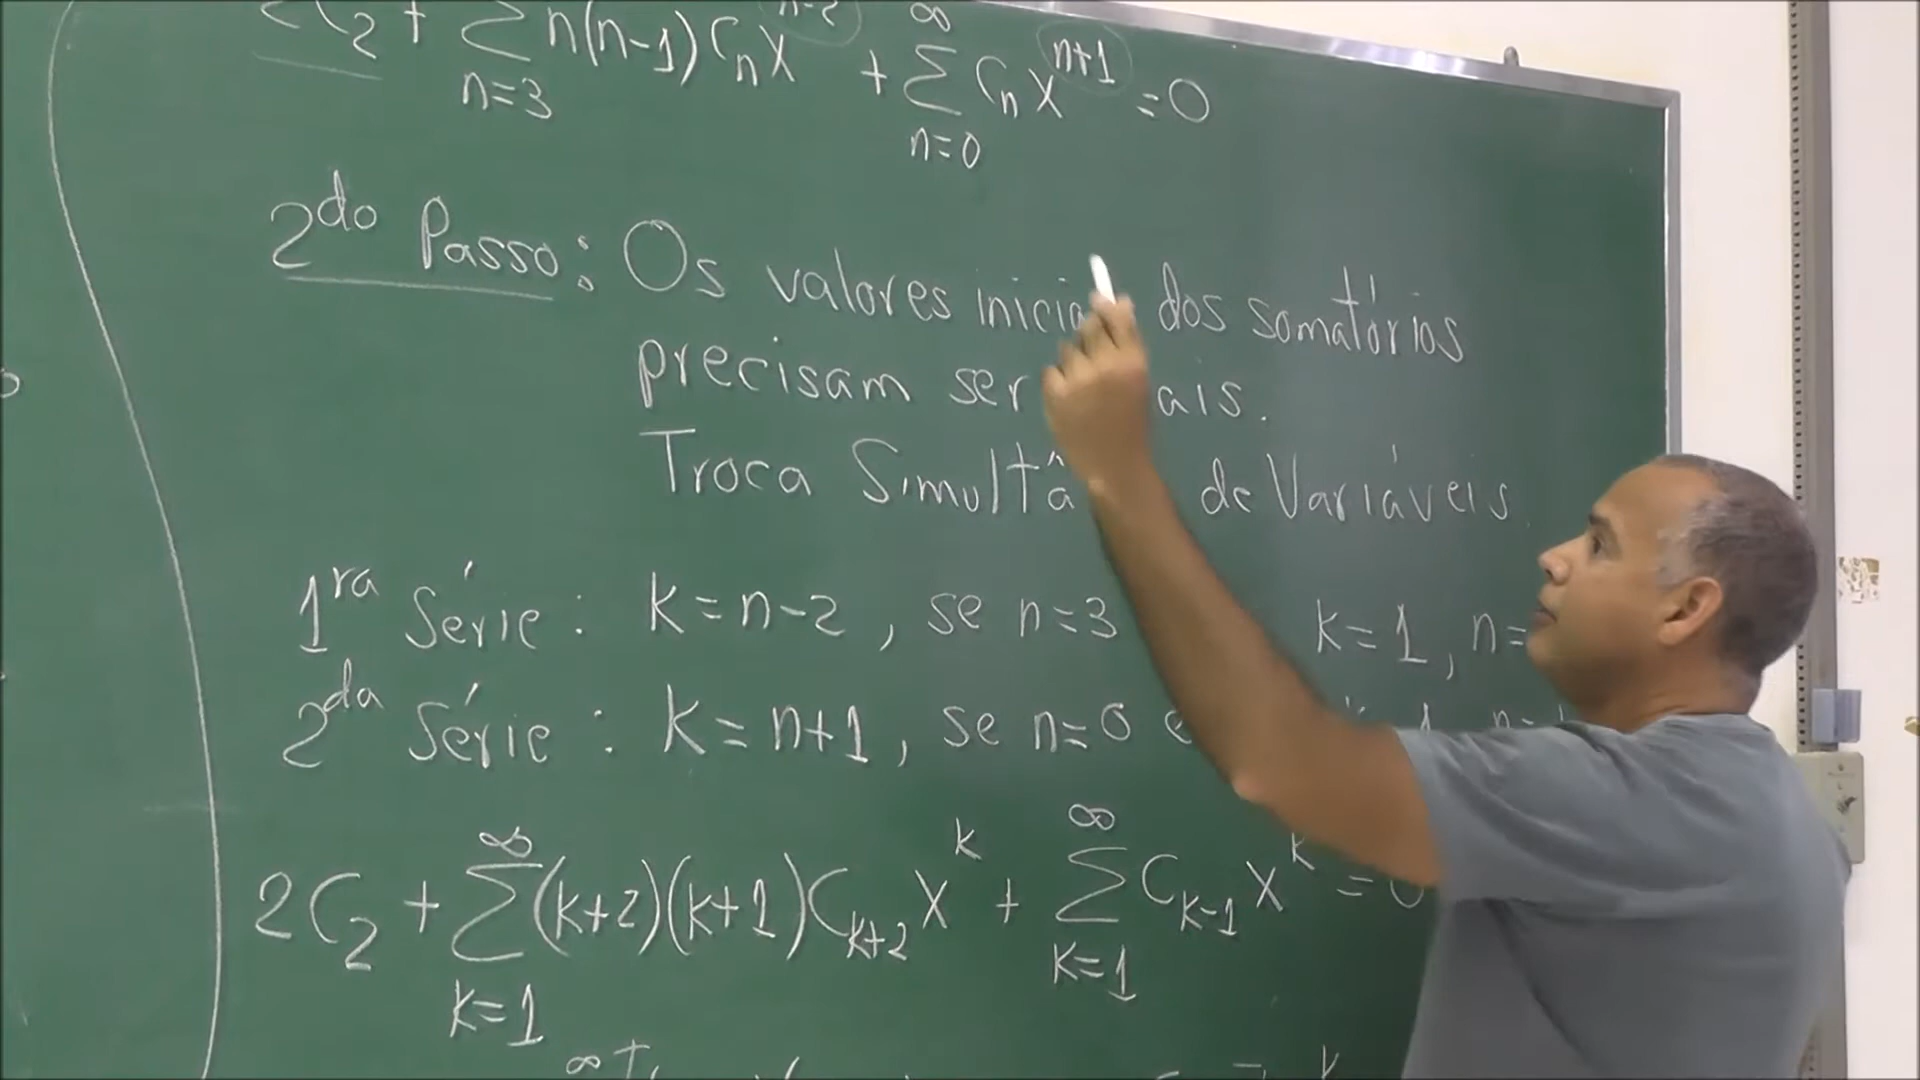 2C₂ + ∑ n(n-1) Cₙ X^(n-2) + ∞∑ Cₙ X^(n+1) = 0
n=3 n=0
2do Passo: Os valores dos somatórios
precisam ser
Troca de Variáveis.
1ra Série: k=n-2, se n=3 k=1, n=
2da Série: k=n+1, se n=0
2C₂ + ∞∑ (k+2)(k+1) Cₖ₊₂ X^k + ∞∑ Cₖ₋₁ X^k = 0
k=1 K=1